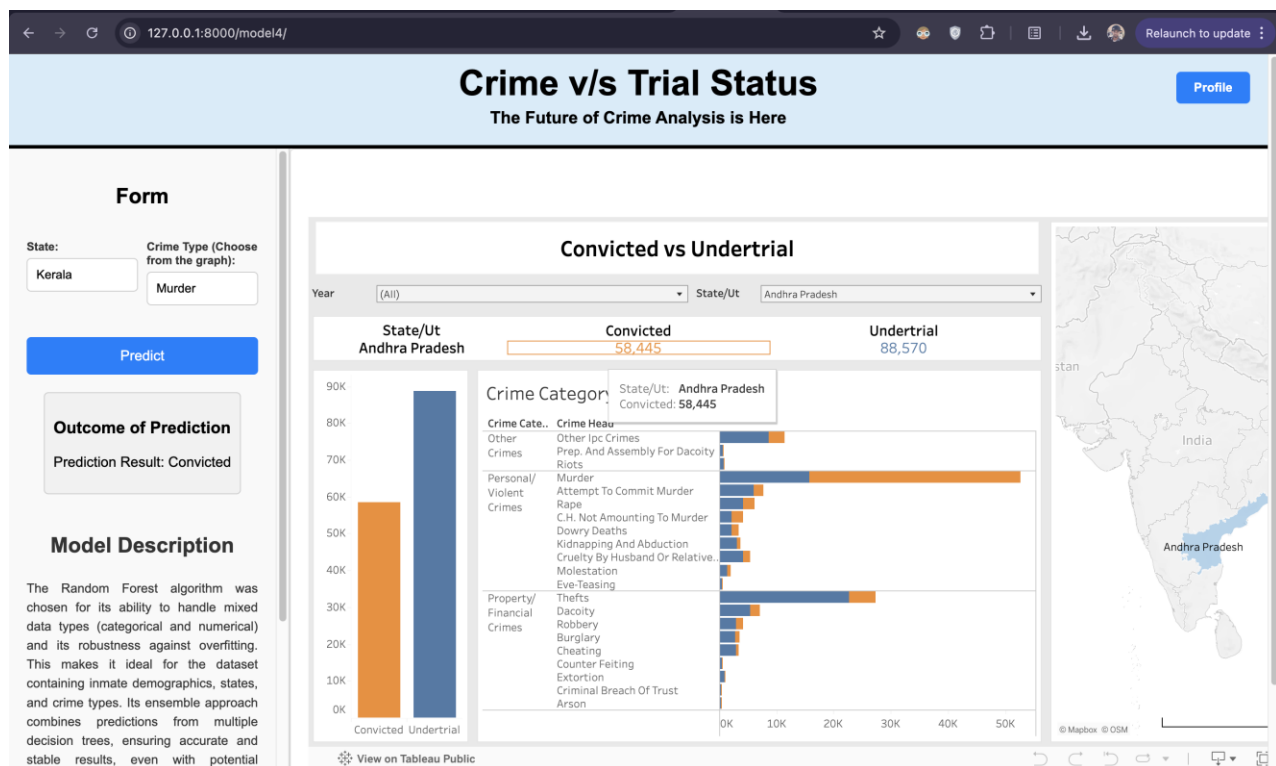 127.0.0.1:8000/model4/
Relaunch to update
Crime v/s Trial Status
The Future of Crime Analysis is Here
Profile
Form
State:
Crime Type (Choose
from the graph):
Kerala
Murder
Predict
Outcome of Prediction
Prediction Result: Convicted
Model Description
The Random Forest algorithm was
chosen for its ability to handle mixed
data types (categorical and numerical)
and its robustness against overfitting.
This makes it ideal for the dataset
containing inmate demographics, states,
and crime types. Its ensemble approach
combines predictions from multiple
decision trees, ensuring accurate and
stable results, even with potential
Convicted vs Undertrial
Year (All) State/Ut Andhra Pradesh
State/Ut Convicted Undertrial
Andhra Pradesh 58,445 88,570
State/Ut: Andhra Pradesh
Convicted: 58,445
90K
80K
70K
60K
50K
40K
30K
20K
10K
0K
Convicted Undertrial
Crime Category
Crime Cate.. Crime Head
Other Crimes
Other Ipc Crimes
Prep. And Assembly For Dacoity
Riots
Personal/
Violent
Crimes
Murder
Attempt To Commit Murder
Rape
C.H. Not Amounting To Murder
Dowry Deaths
Kidnapping And Abduction
Cruelty By Husband Or Relative..
Molestation
Eve-Teasing
Property/
Financial
Crimes
Thefts
Dacoity
Robbery
Burglary
Cheating
Counter Feiting
Extortion
Criminal Breach Of Trust
Arson
0K 10K 20K 30K 40K 50K
stan
India
Andhra Pradesh
© Mapbox © OSM
View on Tableau Public